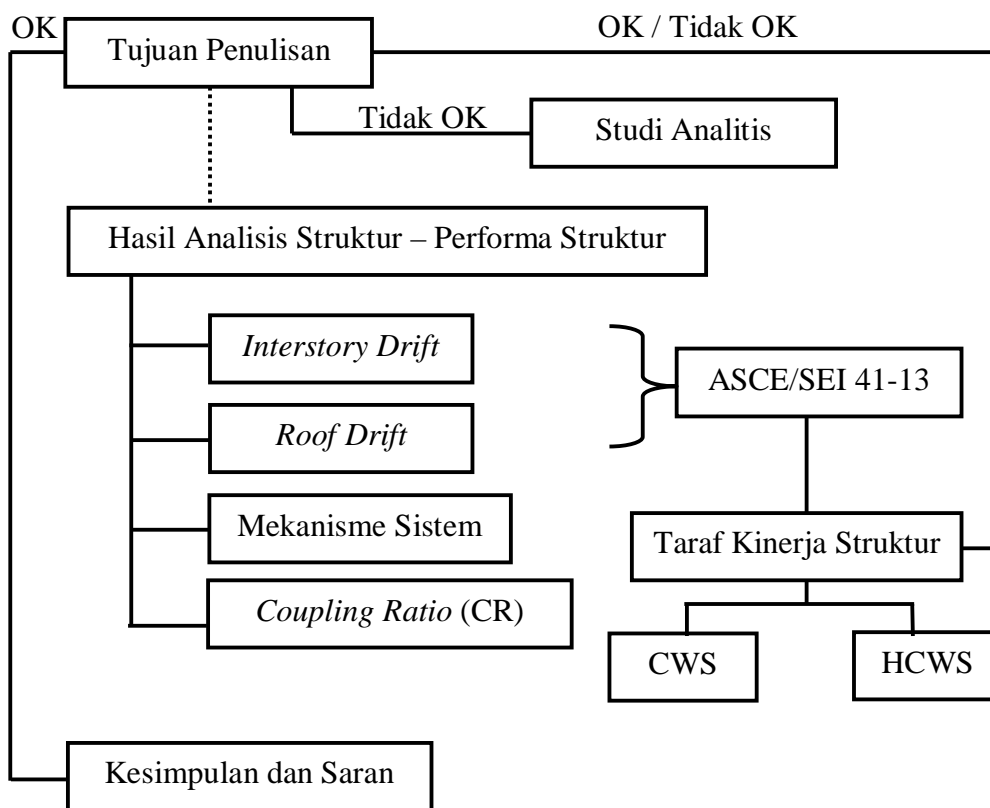 OK
OK / Tidak OK
Tujuan Penulisan
Tidak OK
Studi Analitis
Hasil Analisis Struktur – Performa Struktur
Interstory Drift
ASCE/SEI 41-13
Roof Drift
Mekanisme Sistem
Taraf Kinerja Struktur
Coupling Ratio (CR)
CWS
HCWS
Kesimpulan dan Saran